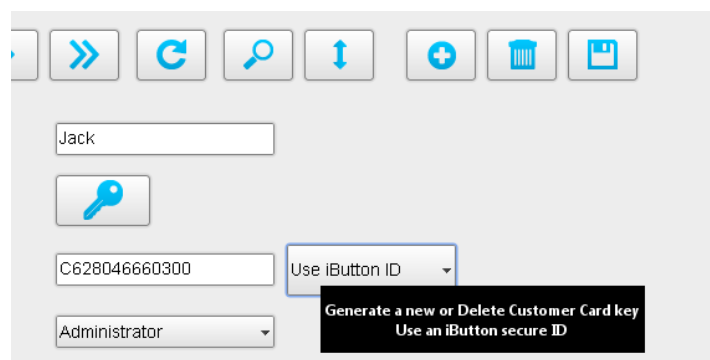 Jack
C628046660300
Use iButton ID
Generate a new or Delete Customer Card key
Use an iButton secure ID
Administrator